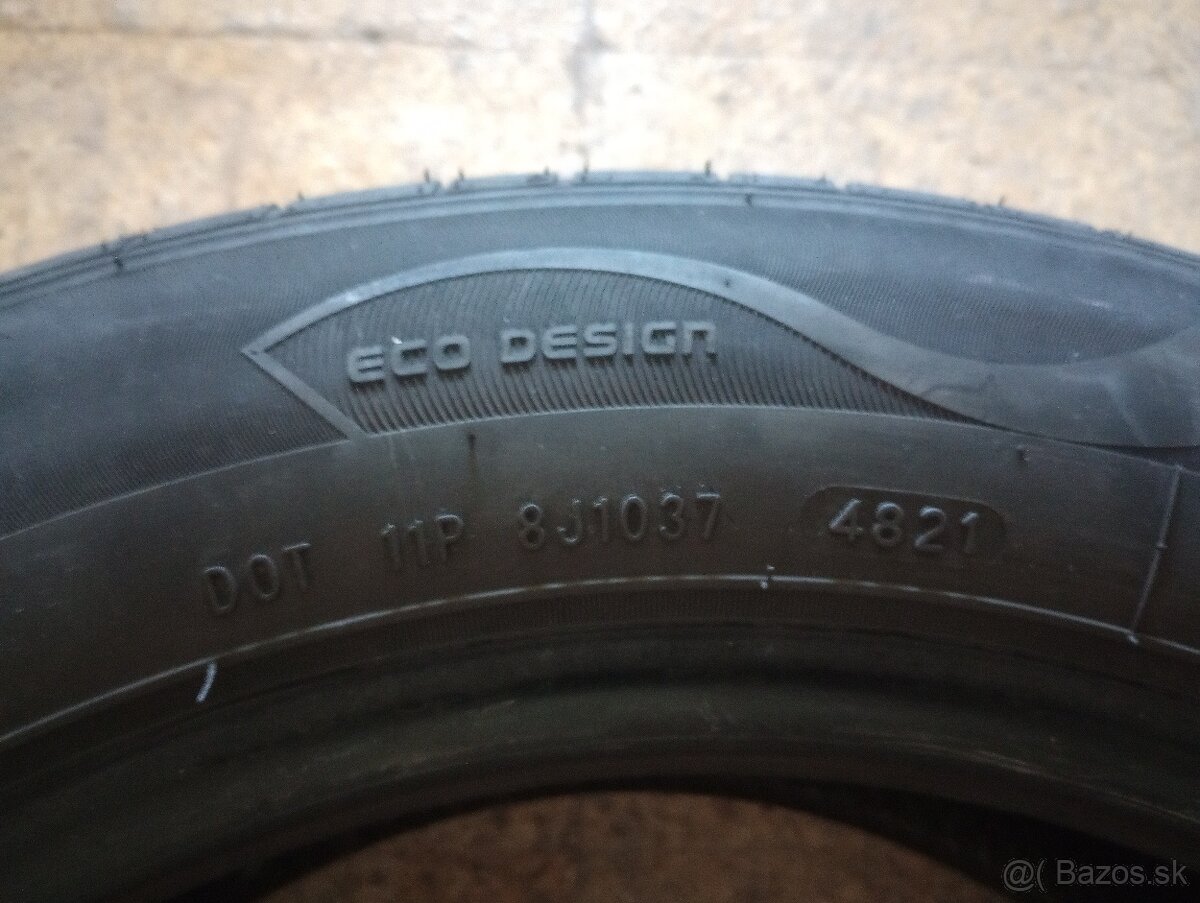 ECO DESIGN
DOT 11P 8J1037 4821
@( Bazos.sk